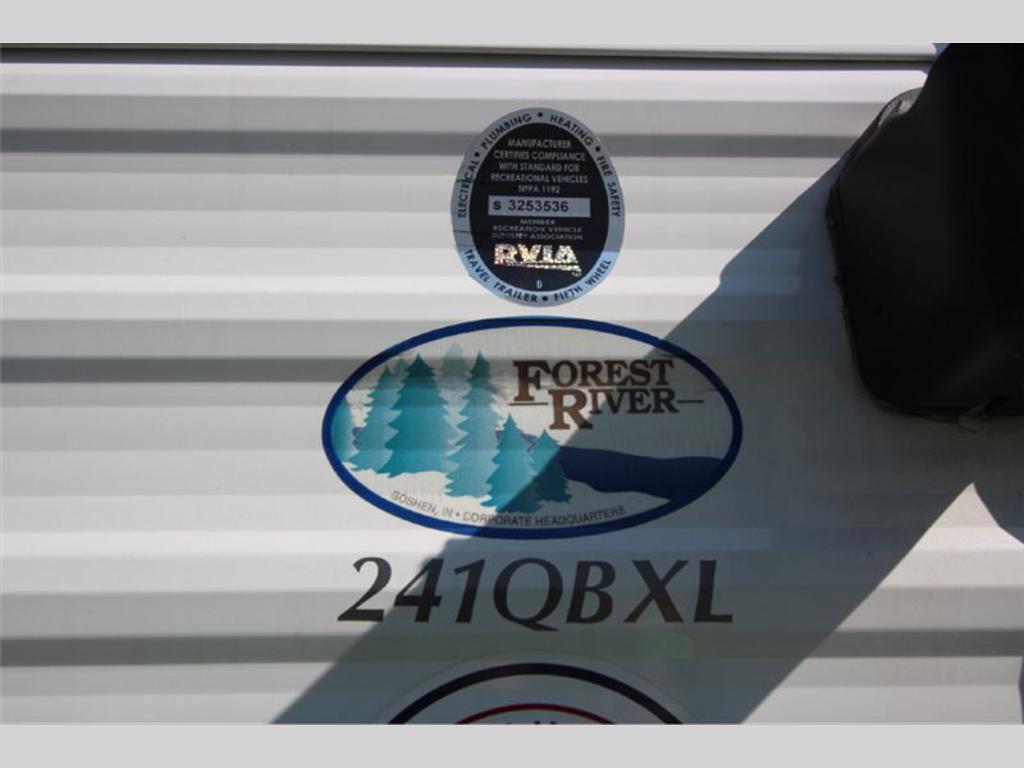 ELECTRICAL • PLUMBING • HEATING • FIRE SAFETY
MANUFACTURER
CERTIFIES COMPLIANCE
WITH STANDARD FOR
RECREATIONAL VEHICLES
NFPA 1192
S 3253536
MEMBER
RECREATION VEHICLE
INDUSTRY ASSOCIATION
RVIA
D
TRAVEL TRAILER • FIFTH WHEEL
FOREST
RIVER
GOSHEN, IN • CORPORATE HEADQUARTERS
241QBXL